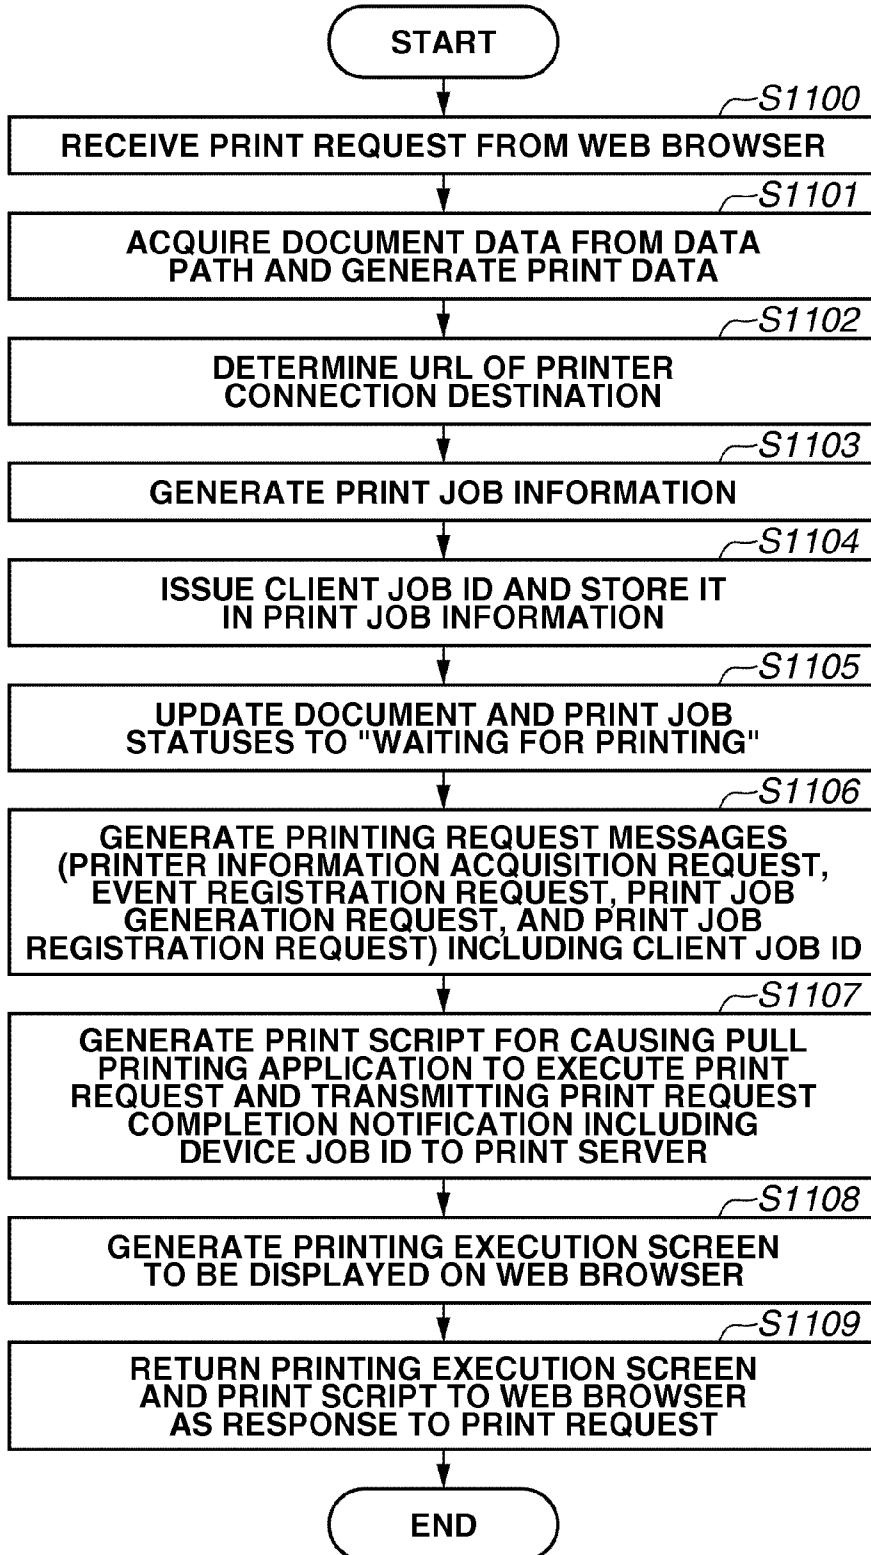 START
S1100
RECEIVE PRINT REQUEST FROM WEB BROWSER
S1101
ACQUIRE DOCUMENT DATA FROM DATA
PATH AND GENERATE PRINT DATA
S1102
DETERMINE URL OF PRINTER
CONNECTION DESTINATION
S1103
GENERATE PRINT JOB INFORMATION
S1104
ISSUE CLIENT JOB ID AND STORE IT
IN PRINT JOB INFORMATION
S1105
UPDATE DOCUMENT AND PRINT JOB
STATUSES TO "WAITING FOR PRINTING"
S1106
GENERATE PRINTING REQUEST MESSAGES
(PRINTER INFORMATION ACQUISITION REQUEST,
EVENT REGISTRATION REQUEST, PRINT JOB
GENERATION REQUEST, AND PRINT JOB
REGISTRATION REQUEST) INCLUDING CLIENT JOB ID
S1107
GENERATE PRINT SCRIPT FOR CAUSING PULL
PRINTING APPLICATION TO EXECUTE PRINT
REQUEST AND TRANSMITTING PRINT REQUEST
COMPLETION NOTIFICATION INCLUDING
DEVICE JOB ID TO PRINT SERVER
S1108
GENERATE PRINTING EXECUTION SCREEN
TO BE DISPLAYED ON WEB BROWSER
S1109
RETURN PRINTING EXECUTION SCREEN
AND PRINT SCRIPT TO WEB BROWSER
AS RESPONSE TO PRINT REQUEST
END